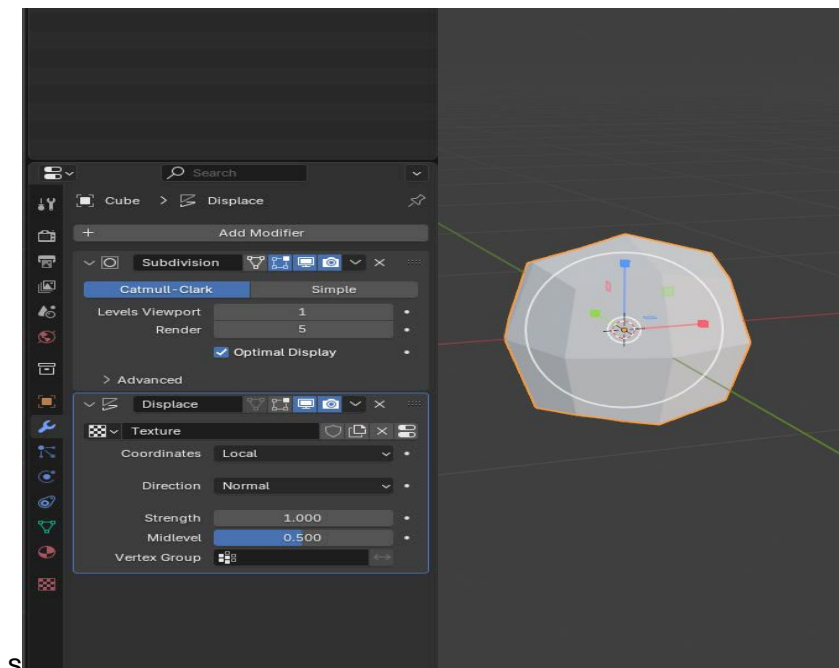 Search
Cube > Displace
+ Add Modifier
Subdivision
Catmull-Clark Simple
Levels Viewport 1
Render 5
Optimal Display
> Advanced
Displace
Texture
Coordinates Local
Direction Normal
Strength 1.000
Midlevel 0.500
Vertex Group
s